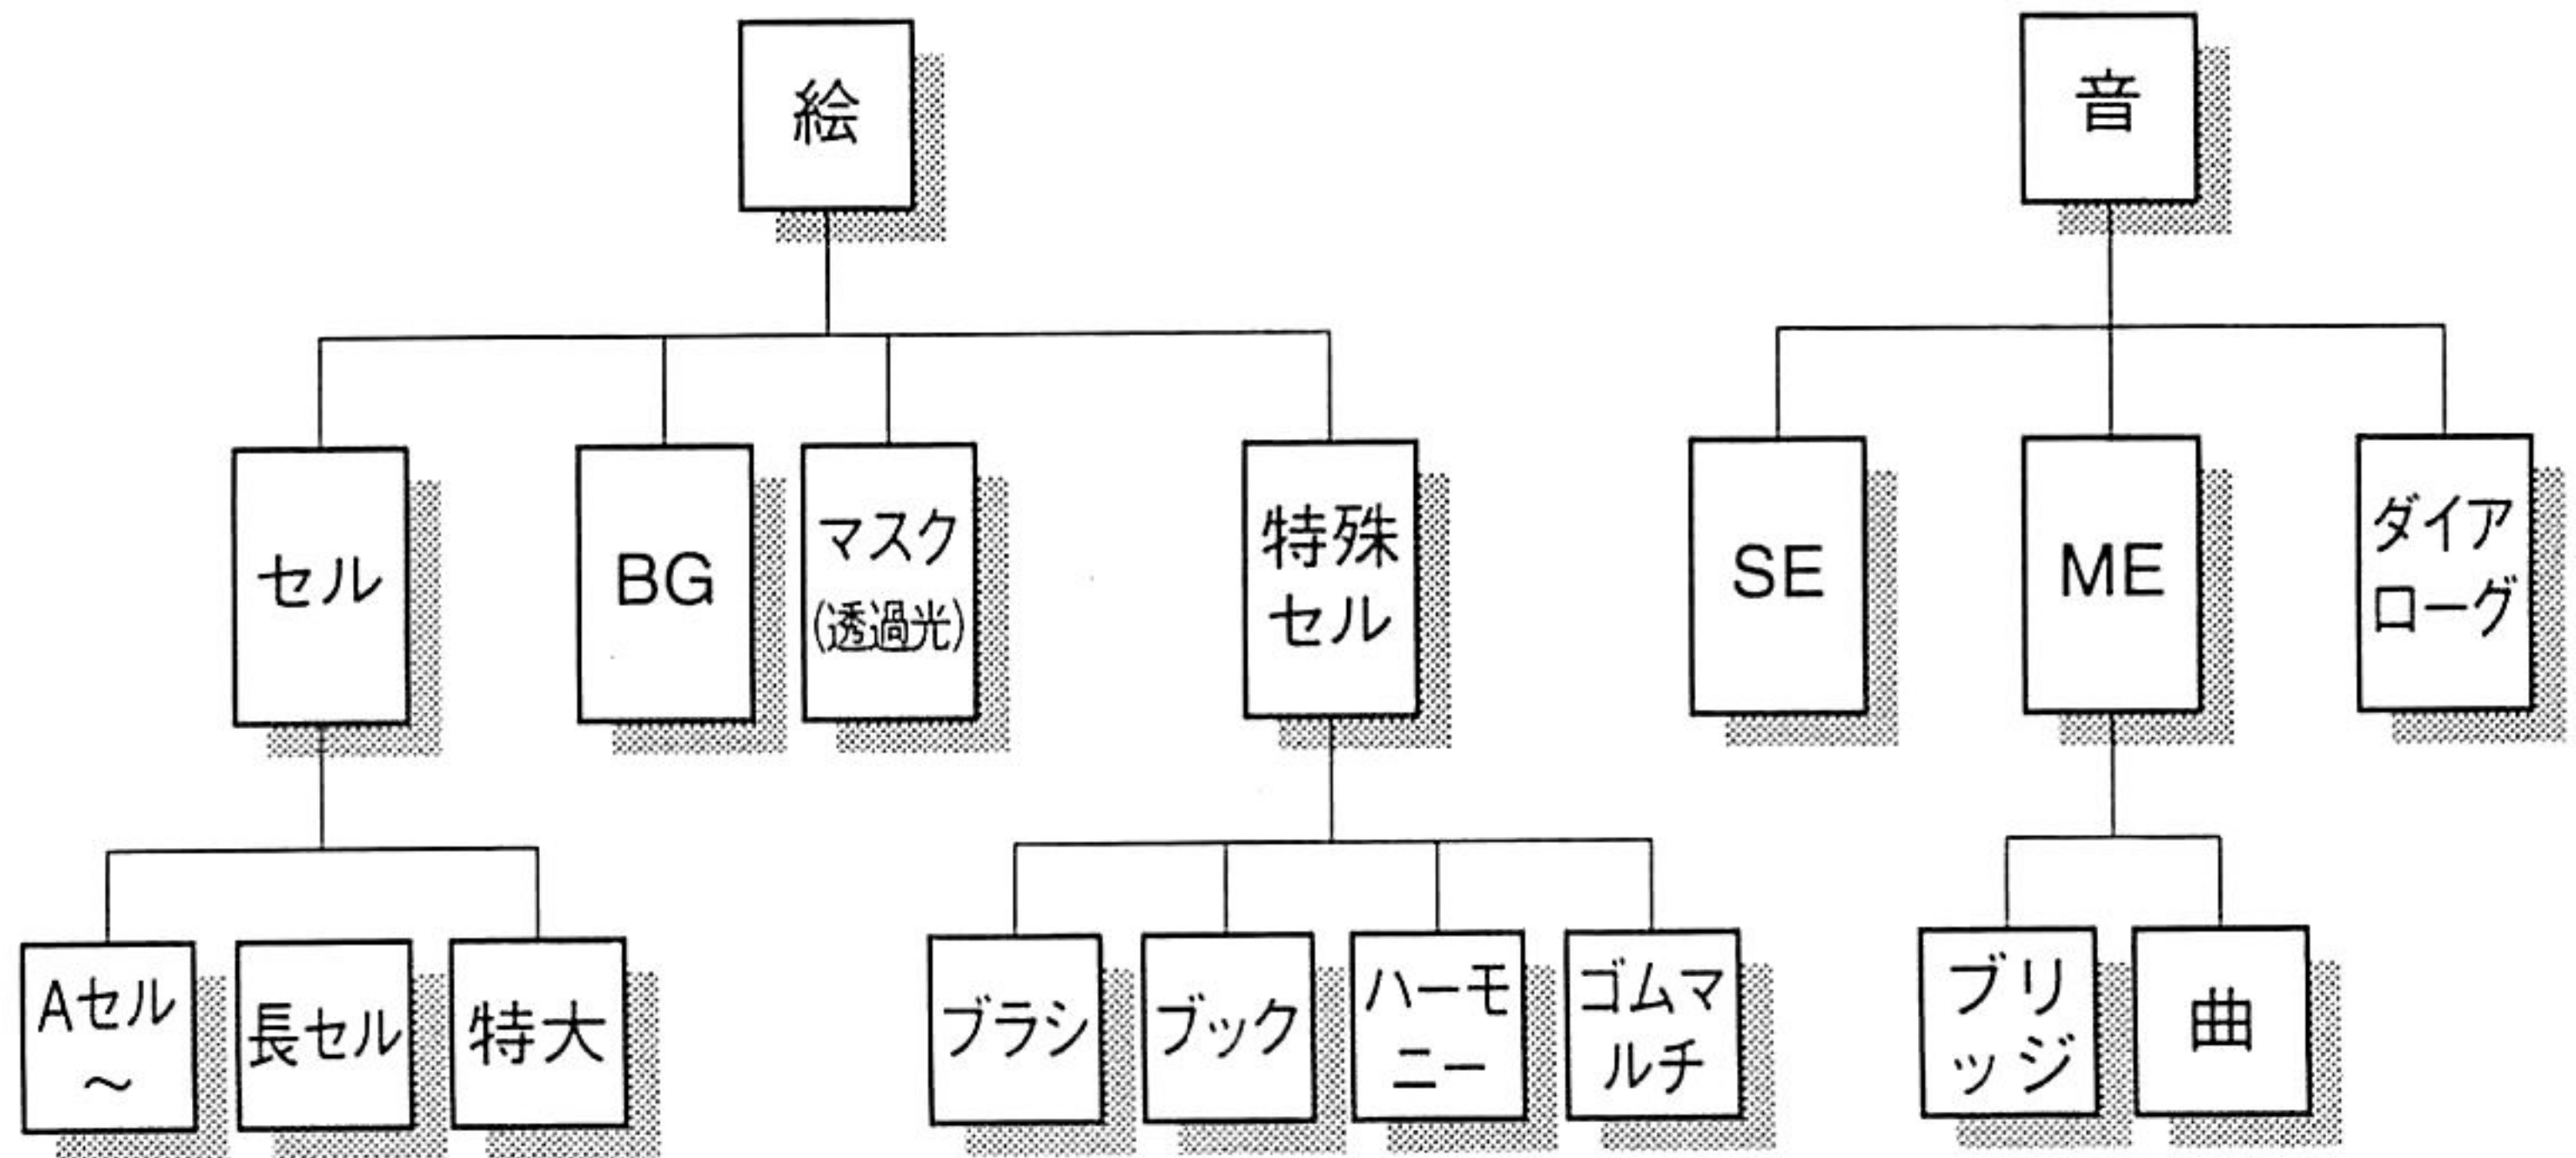 絵
音
セル
BG
マスク
(透過光)
特殊
セル
SE
ME
ダイア
ローグ
Aセル
～
長セル
特大
ブラシ
ブック
ハーモ
ニー
ゴムマ
ルチ
ブリ
ッジ
曲